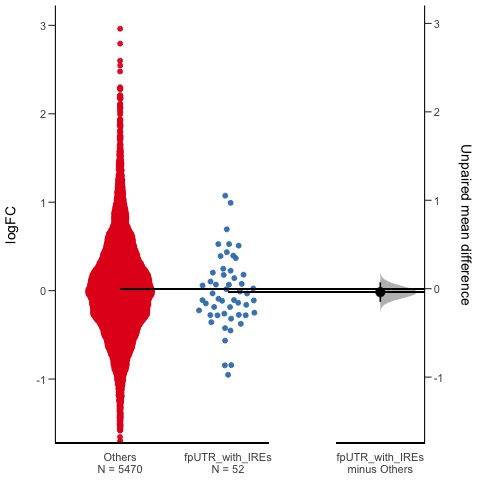 3
2
1
0
-1
logFC
3
2
1
0
-1
Unpaired mean difference
Others
N = 5470
fpUTR_with_IREs
N = 52
fpUTR_with_IREs
minus Others